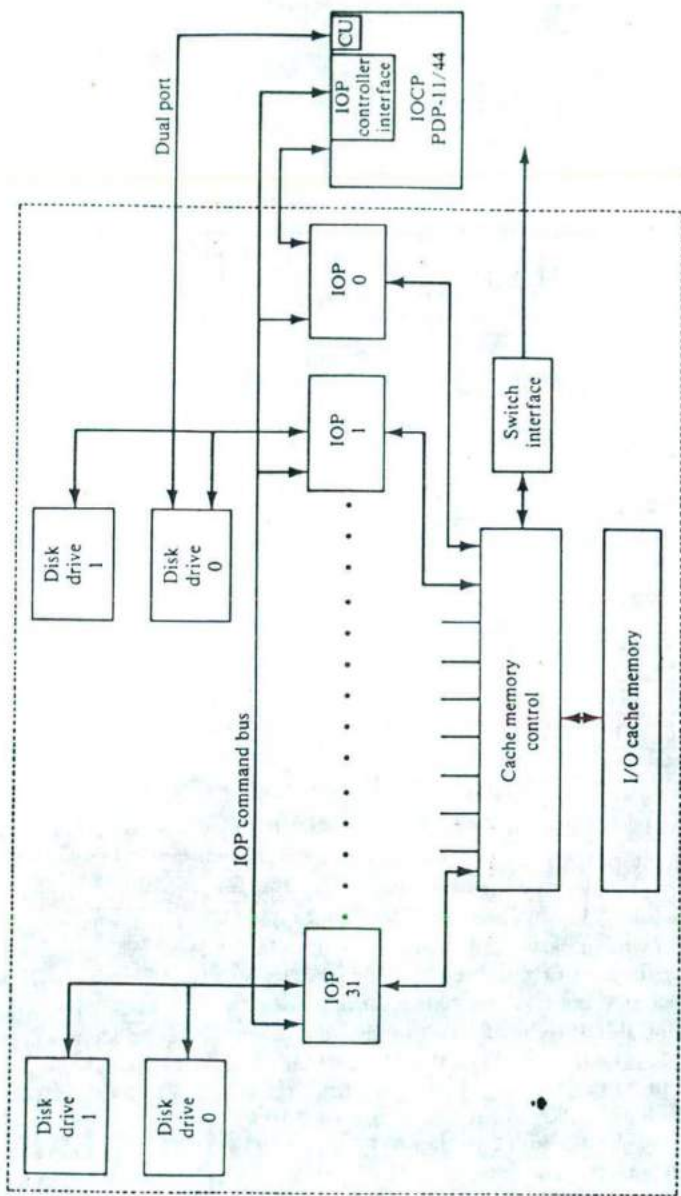 Disk
drive
1
Disk
drive
0
Disk
drive
1
Disk
drive
0
Dual port
IOP command bus
IOP
31
IOP
1
IOP
0
CU
IOP
controller
interface
IOCP
PDP-11/44
Cache memory
control
Switch
interface
I/O cache memory